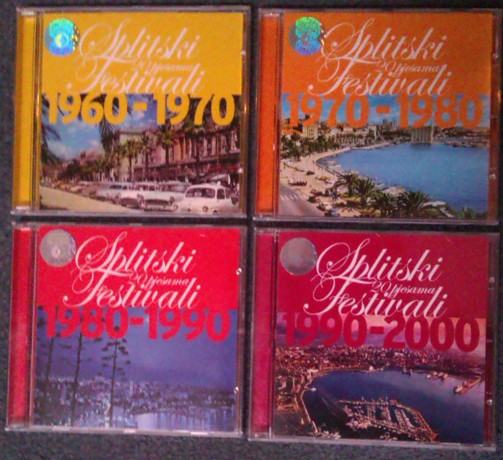 Splitski
20 pjesama
Festivali
1960-1970
Splitski
20 pjesama
Festivali
1970-1980
Splitski
20 pjesama
Festivali
1980-1990
Splitski
20 pjesama
Festivali
1990-2000